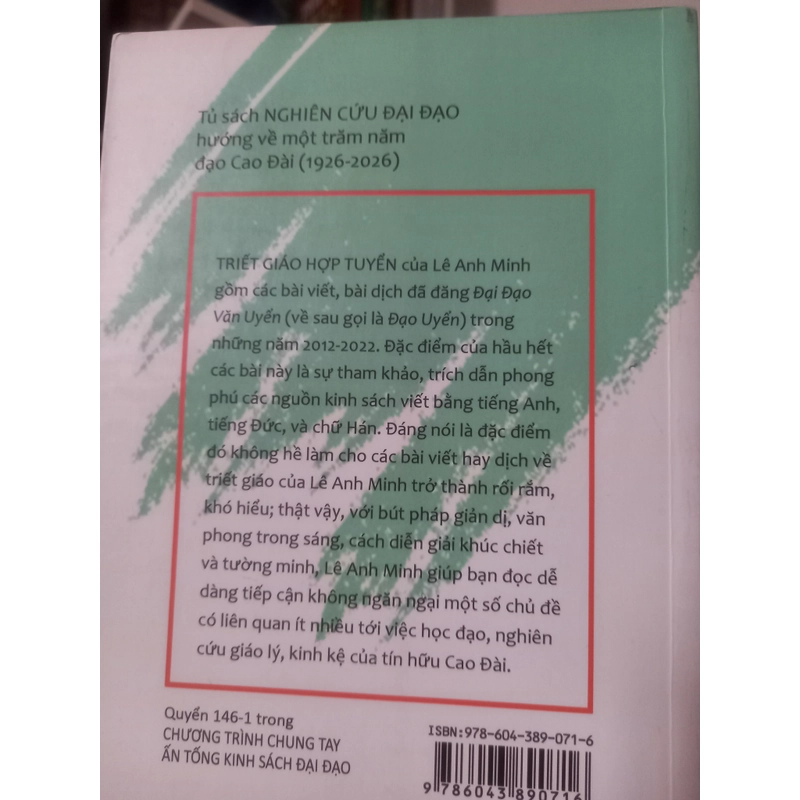 Tủ sách NGHIÊN CỨU ĐẠI ĐẠO
hướng về một trăm năm
đạo Cao Đài (1926-2026)
TRIẾT GIÁO HỢP TUYỂN của Lê Anh Minh
gồm các bài viết, bài dịch đã đăng Đại Đạo
Văn Uyển (về sau gọi là Đạo Uyển) trong
những năm 2012-2022. Đặc điểm của hầu hết
các bài này là sự tham khảo, trích dẫn phong
phú các nguồn kinh sách viết bằng tiếng Anh,
tiếng Đức, và chữ Hán. Đáng nói là đặc điểm
đó không hề làm cho các bài viết hay dịch về
triết giáo của Lê Anh Minh trở thành rối rắm,
khó hiểu; thật vậy, với bút pháp giản dị, văn
phong trong sáng, cách diễn giải khúc chiết
và tường minh, Lê Anh Minh giúp bạn đọc dễ
dàng tiếp cận không ngăn ngại một số chủ đề
có liên quan ít nhiều tới việc học đạo, nghiên
cứu giáo lý, kinh kệ của tín hữu Cao Đài.
Quyển 146-1 trong
CHƯƠNG TRÌNH CHUNG TAY
ẤN TỐNG KINH SÁCH ĐẠI ĐẠO
ISBN:978-604-389-071-6
9 786043 890716